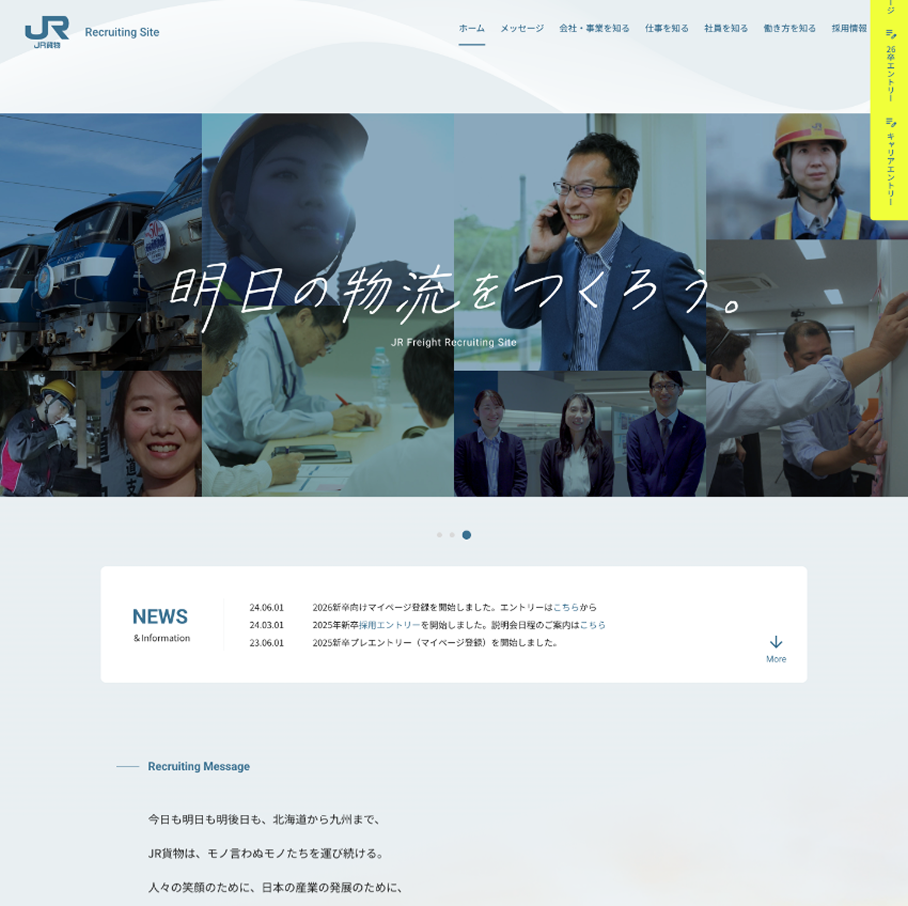 JR貨物
Recruiting Site
ホーム メッセージ 会社・事業を知る 仕事を知る 社員を知る 働き方を知る 採用情報
ージ
26卒エントリー
キャリアエントリー
明日の物流をつくろう。
JR Freight Recruiting Site
NEWS
& Information
24.06.01 2026新卒向けマイページ登録を開始しました。エントリーはこちらから
24.03.01 2025年新卒採用エントリーを開始しました。説明会日程のご案内はこちら
23.06.01 2025新卒プレエントリー（マイページ登録）を開始しました。
More
Recruiting Message
今日も明日も明後日も、北海道から九州まで、
JR貨物は、モノ言わぬモノたちを運び続ける。
人々の笑顔のために、日本の産業の発展のために、